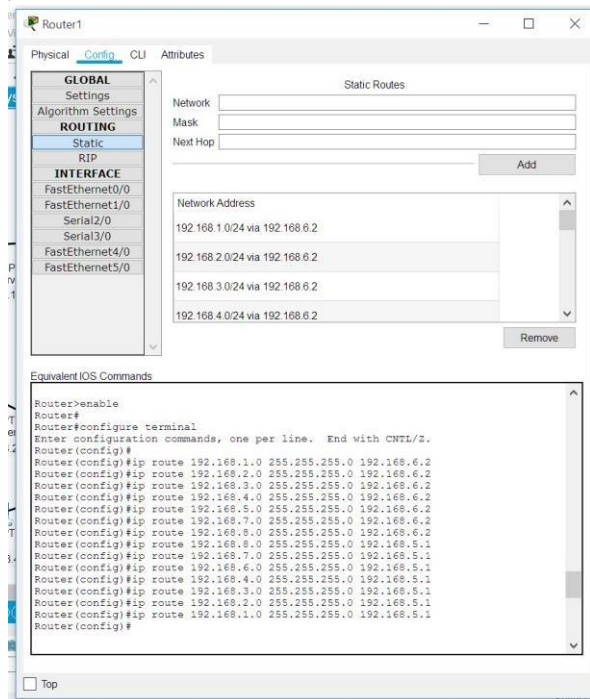 Router1
Physical Config CLI Attributes
GLOBAL
Settings
Algorithm Settings
ROUTING
Static
RIP
INTERFACE
FastEthernet0/0
FastEthernet1/0
Serial2/0
Serial3/0
FastEthernet4/0
FastEthernet5/0
Static Routes
Network
Mask
Next Hop
Add
Network Address
192.168.1.0/24 via 192.168.6.2
192.168.2.0/24 via 192.168.6.2
192.168.3.0/24 via 192.168.6.2
192.168.4.0/24 via 192.168.6.2
Remove
Equivalent IOS Commands
Router>enable
Router#
Router#configure terminal
Enter configuration commands, one per line. End with CNTL/Z.
Router(config)#
Router(config)#ip route 192.168.1.0 255.255.255.0 192.168.6.2
Router(config)#ip route 192.168.2.0 255.255.255.0 192.168.6.2
Router(config)#ip route 192.168.3.0 255.255.255.0 192.168.6.2
Router(config)#ip route 192.168.4.0 255.255.255.0 192.168.6.2
Router(config)#ip route 192.168.5.0 255.255.255.0 192.168.6.2
Router(config)#ip route 192.168.7.0 255.255.255.0 192.168.6.2
Router(config)#ip route 192.168.8.0 255.255.255.0 192.168.6.2
Router(config)#ip route 192.168.8.0 255.255.255.0 192.168.5.1
Router(config)#ip route 192.168.7.0 255.255.255.0 192.168.5.1
Router(config)#ip route 192.168.6.0 255.255.255.0 192.168.5.1
Router(config)#ip route 192.168.4.0 255.255.255.0 192.168.5.1
Router(config)#ip route 192.168.3.0 255.255.255.0 192.168.5.1
Router(config)#ip route 192.168.2.0 255.255.255.0 192.168.5.1
Router(config)#ip route 192.168.1.0 255.255.255.0 192.168.5.1
Router(config)#
Top